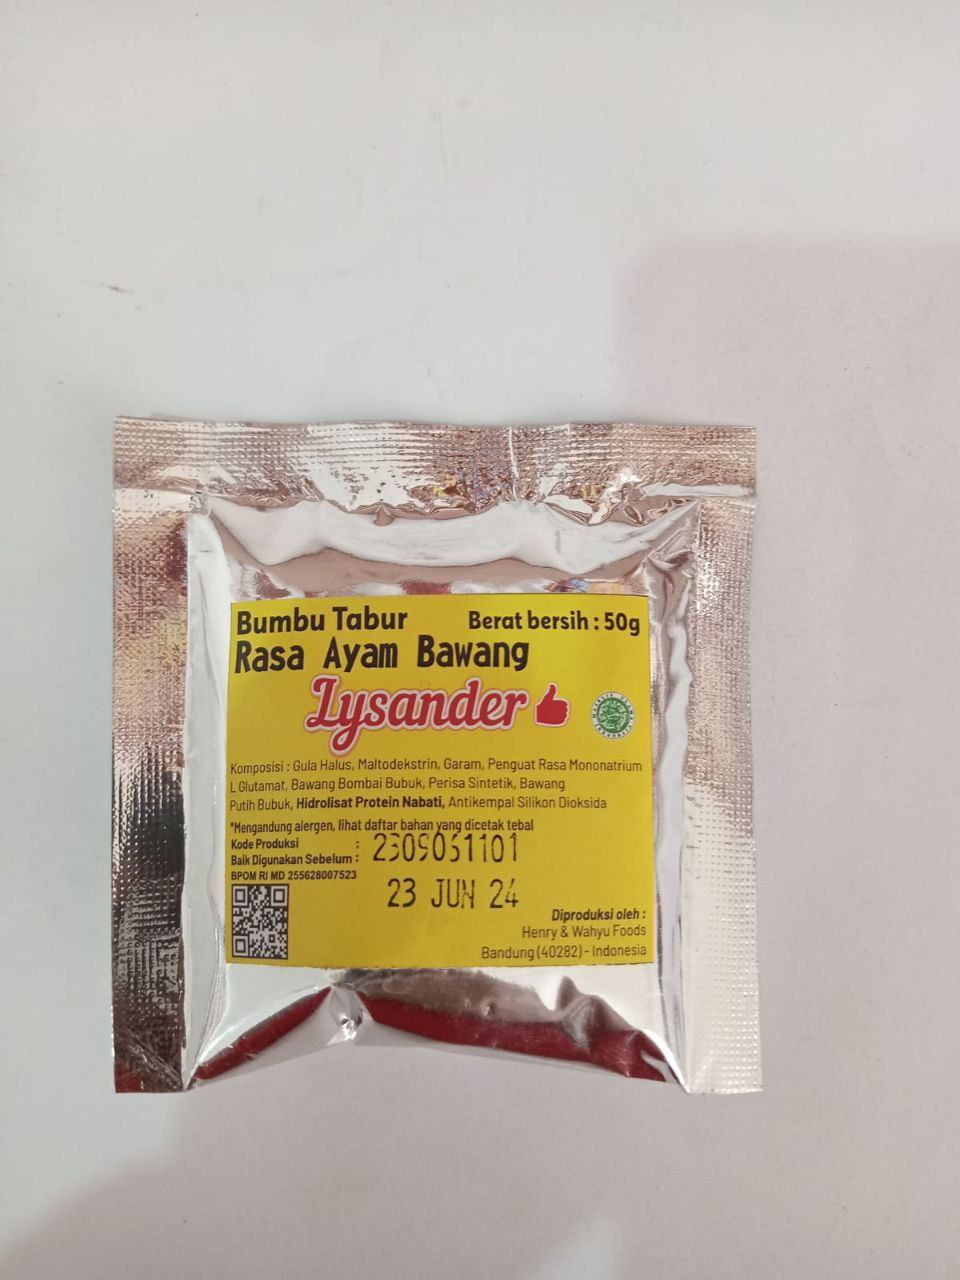 Bumbu Tabur Berat bersih : 50g
Rasa Ayam Bawang
Lysander
Komposisi : Gula Halus, Maltodekstrin, Garam, Penguat Rasa Mononatrium
L Glutamat, Bawang Bombai Bubuk, Perisa Sintetik, Bawang
Putih Bubuk, Hidrolisat Protein Nabati, Antikempal Silikon Dioksida
*Mengandung alergen, lihat daftar bahan yang dicetak tebal
Kode Produksi : 2309031101
Baik Digunakan Sebelum :
BPOM RI MD 255628007523
23 JUN 24
Diproduksi oleh :
Henry & Wahyu Foods
Bandung (40282) - Indonesia